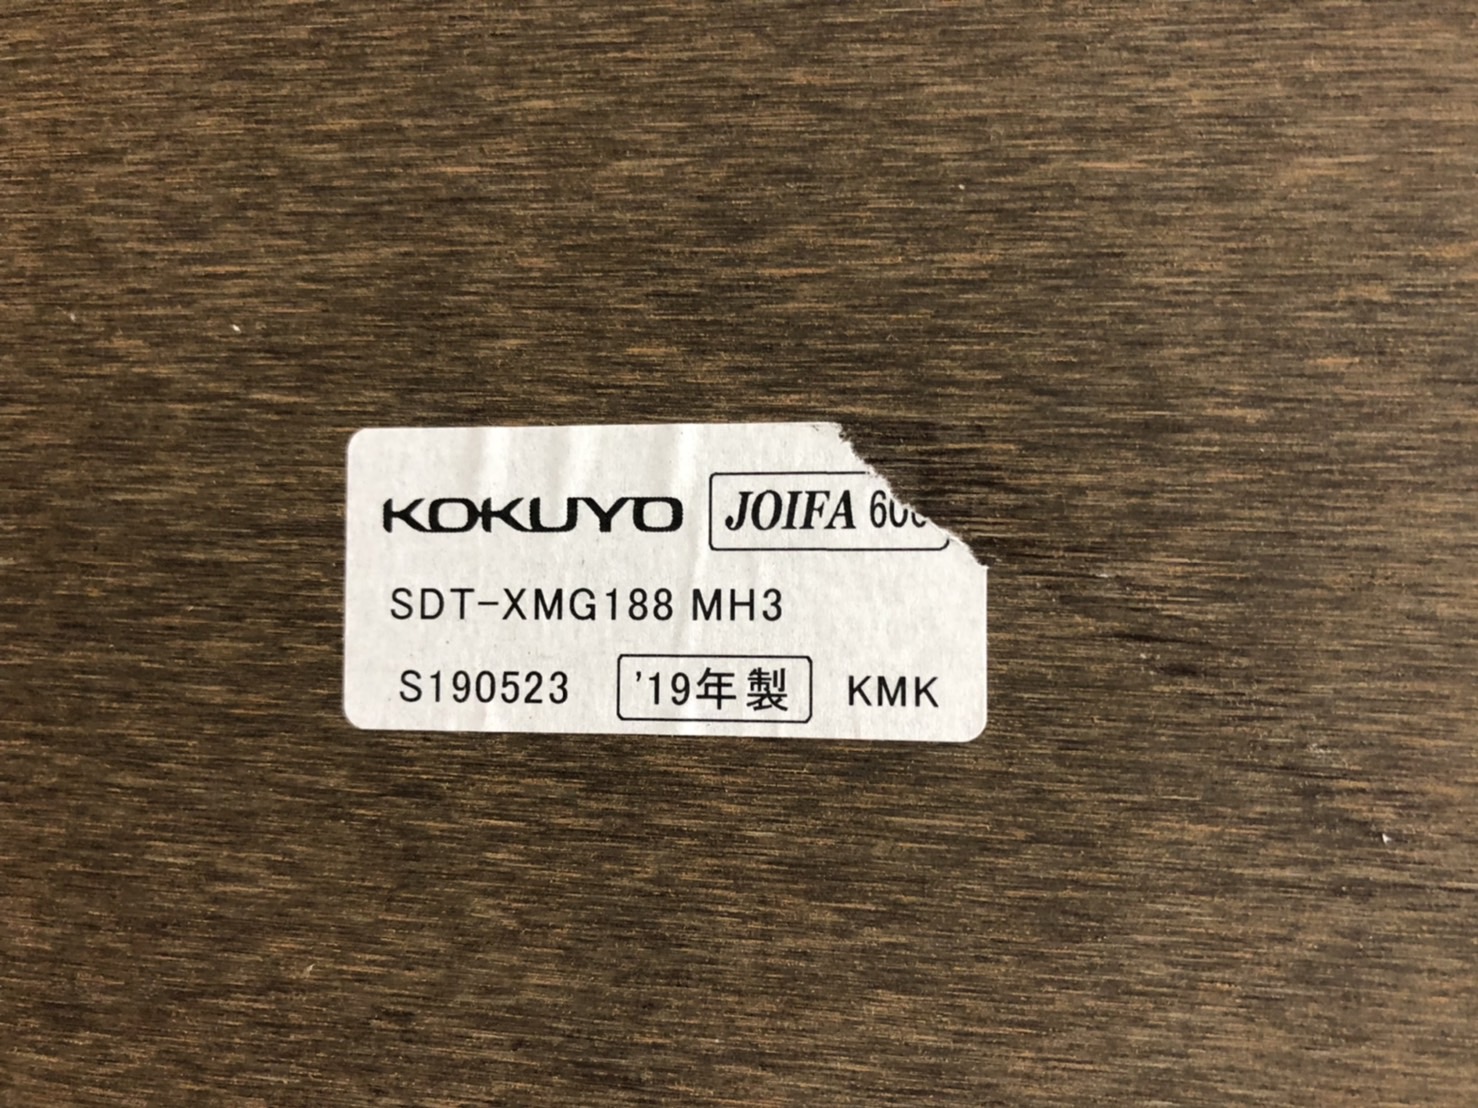 KOKUYO JOIFA
SDT-XMG188 MH3
S190523 '19年製 KMK